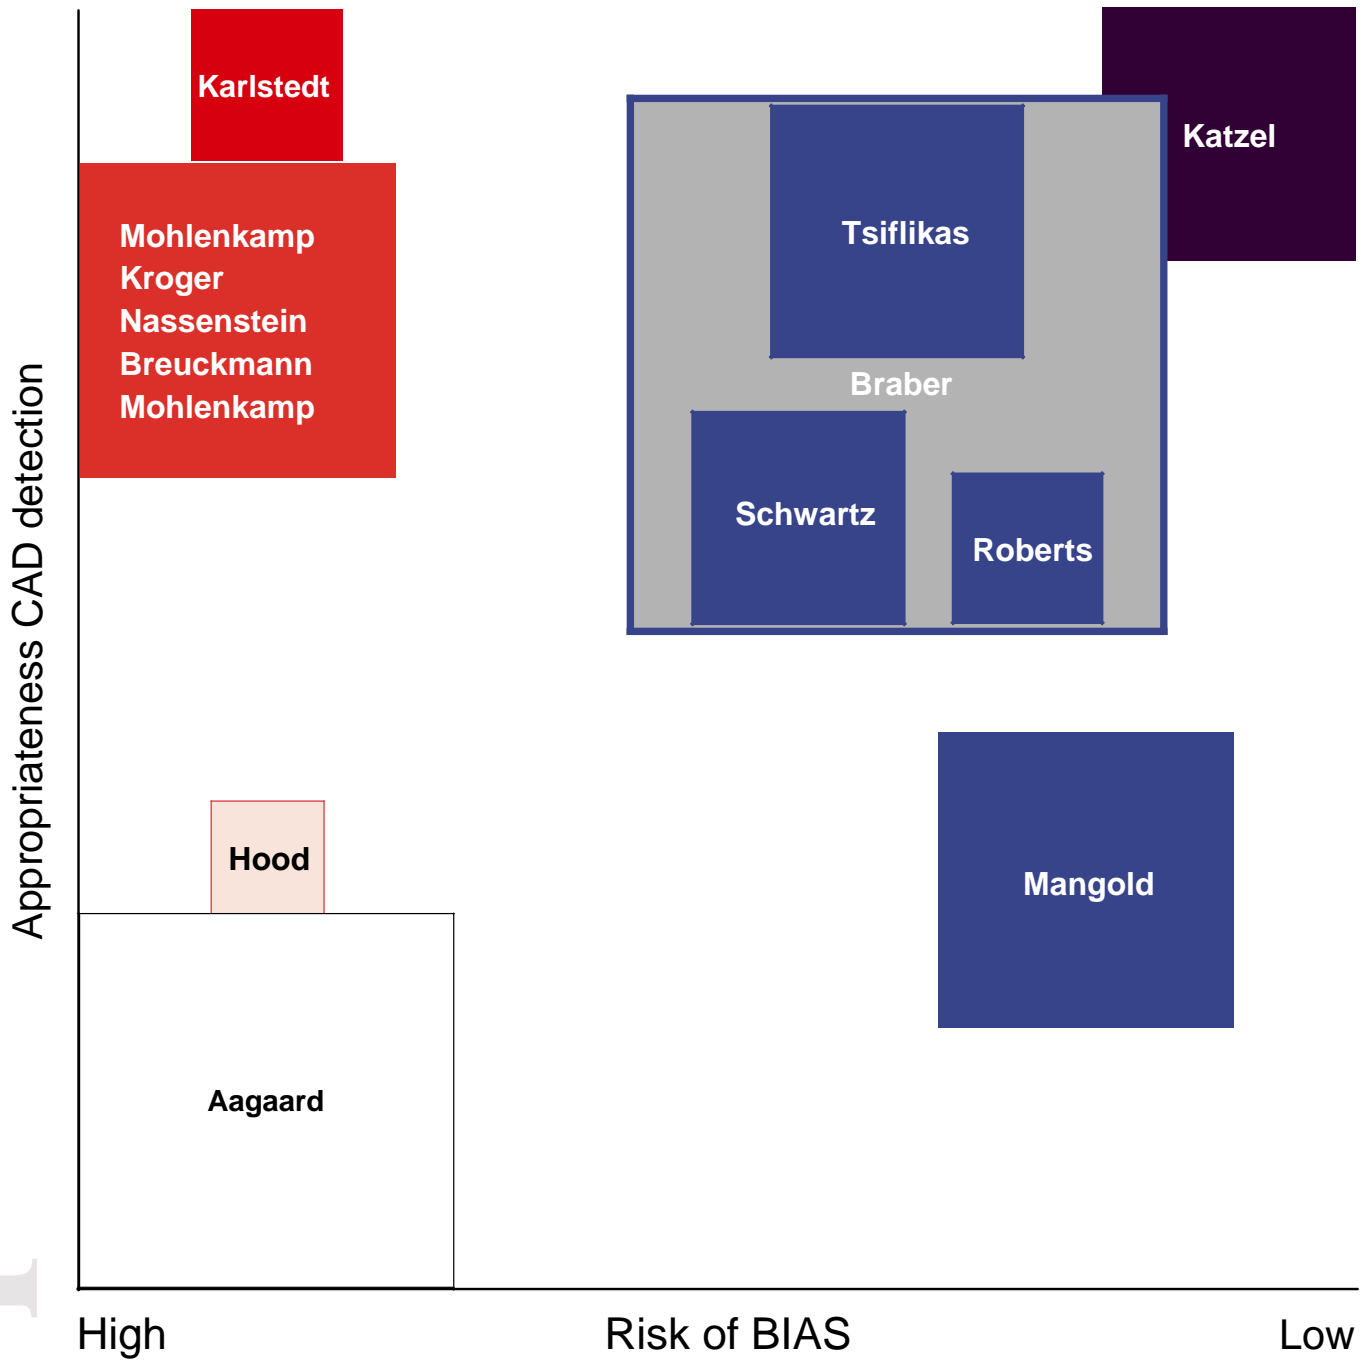 Karlstedt
Katzel
Mohlenkamp
Kroger
Nassenstein
Breuckmann
Mohlenkamp
Tsiflikas
Braber
Schwartz
Roberts
Appropriateness CAD detection
Hood
Mangold
Aagaard
High
Risk of BIAS
Low